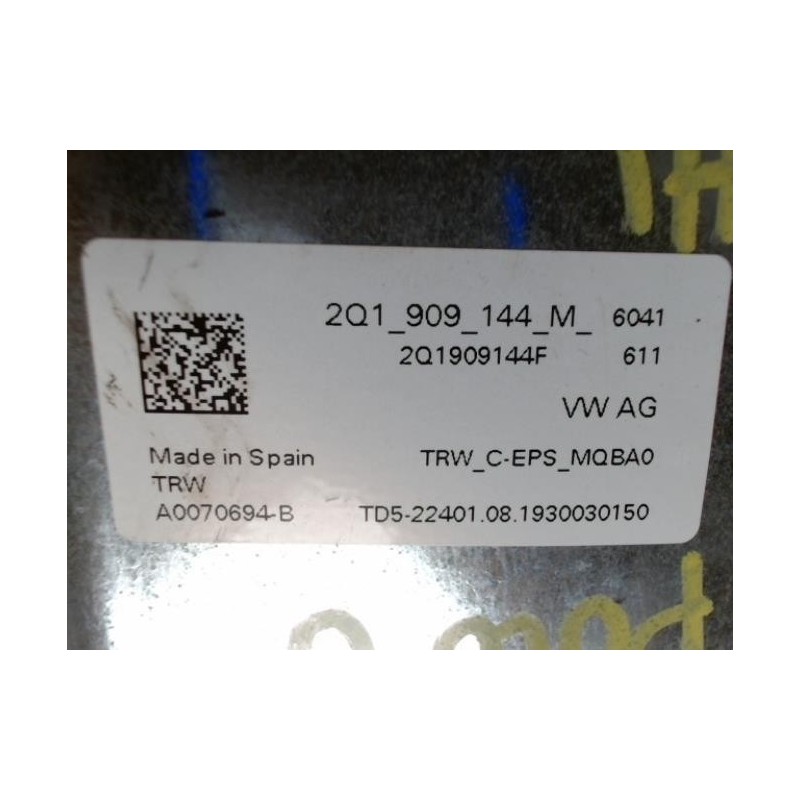 2Q1_909_144_M_ 6041
2Q1909144F 611
VW AG
Made in Spain TRW_C-EPS_MQBA0
TRW
A0070694-B TD5-22401.08.1930030150